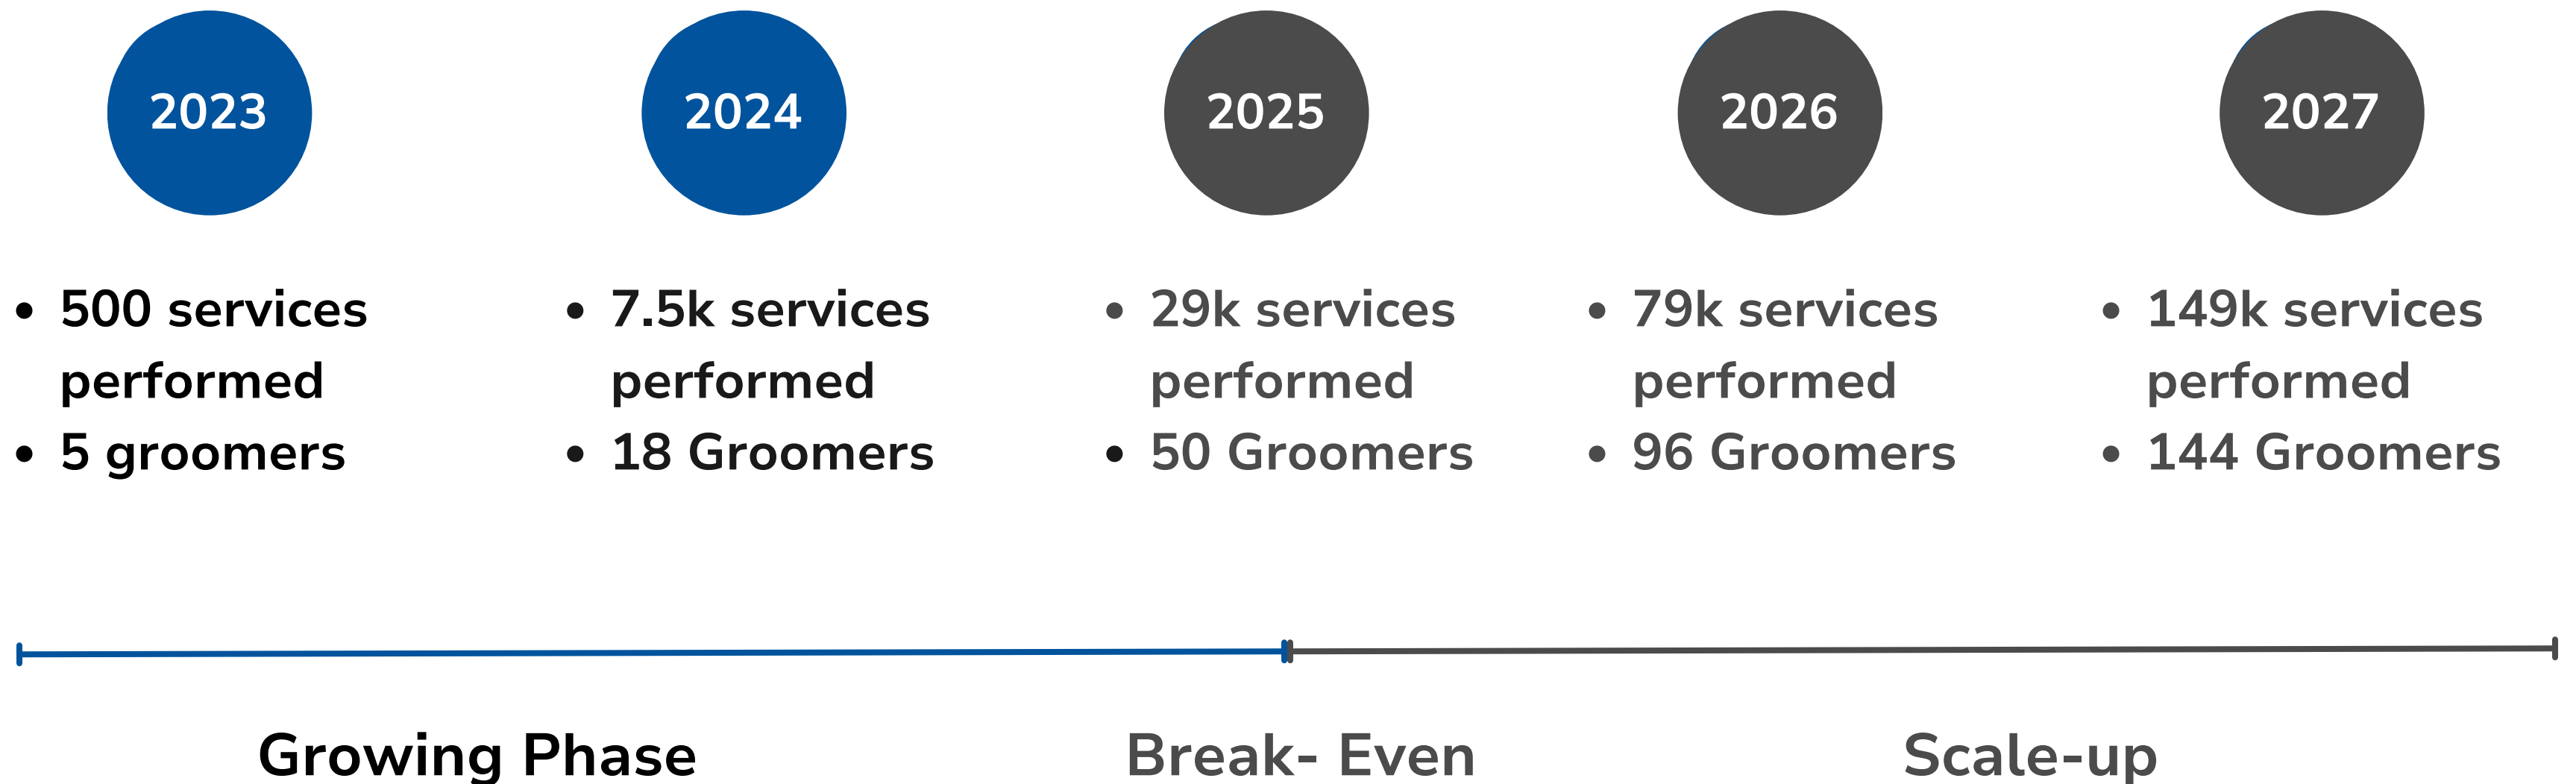 2023
2024
2025
2026
2027
• 500 services
performed
• 5 groomers
• 7.5k services
performed
• 18 Groomers
• 29k services
performed
• 50 Groomers
• 79k services
performed
• 96 Groomers
• 149k services
performed
• 144 Groomers
Growing Phase
Break- Even
Scale-up